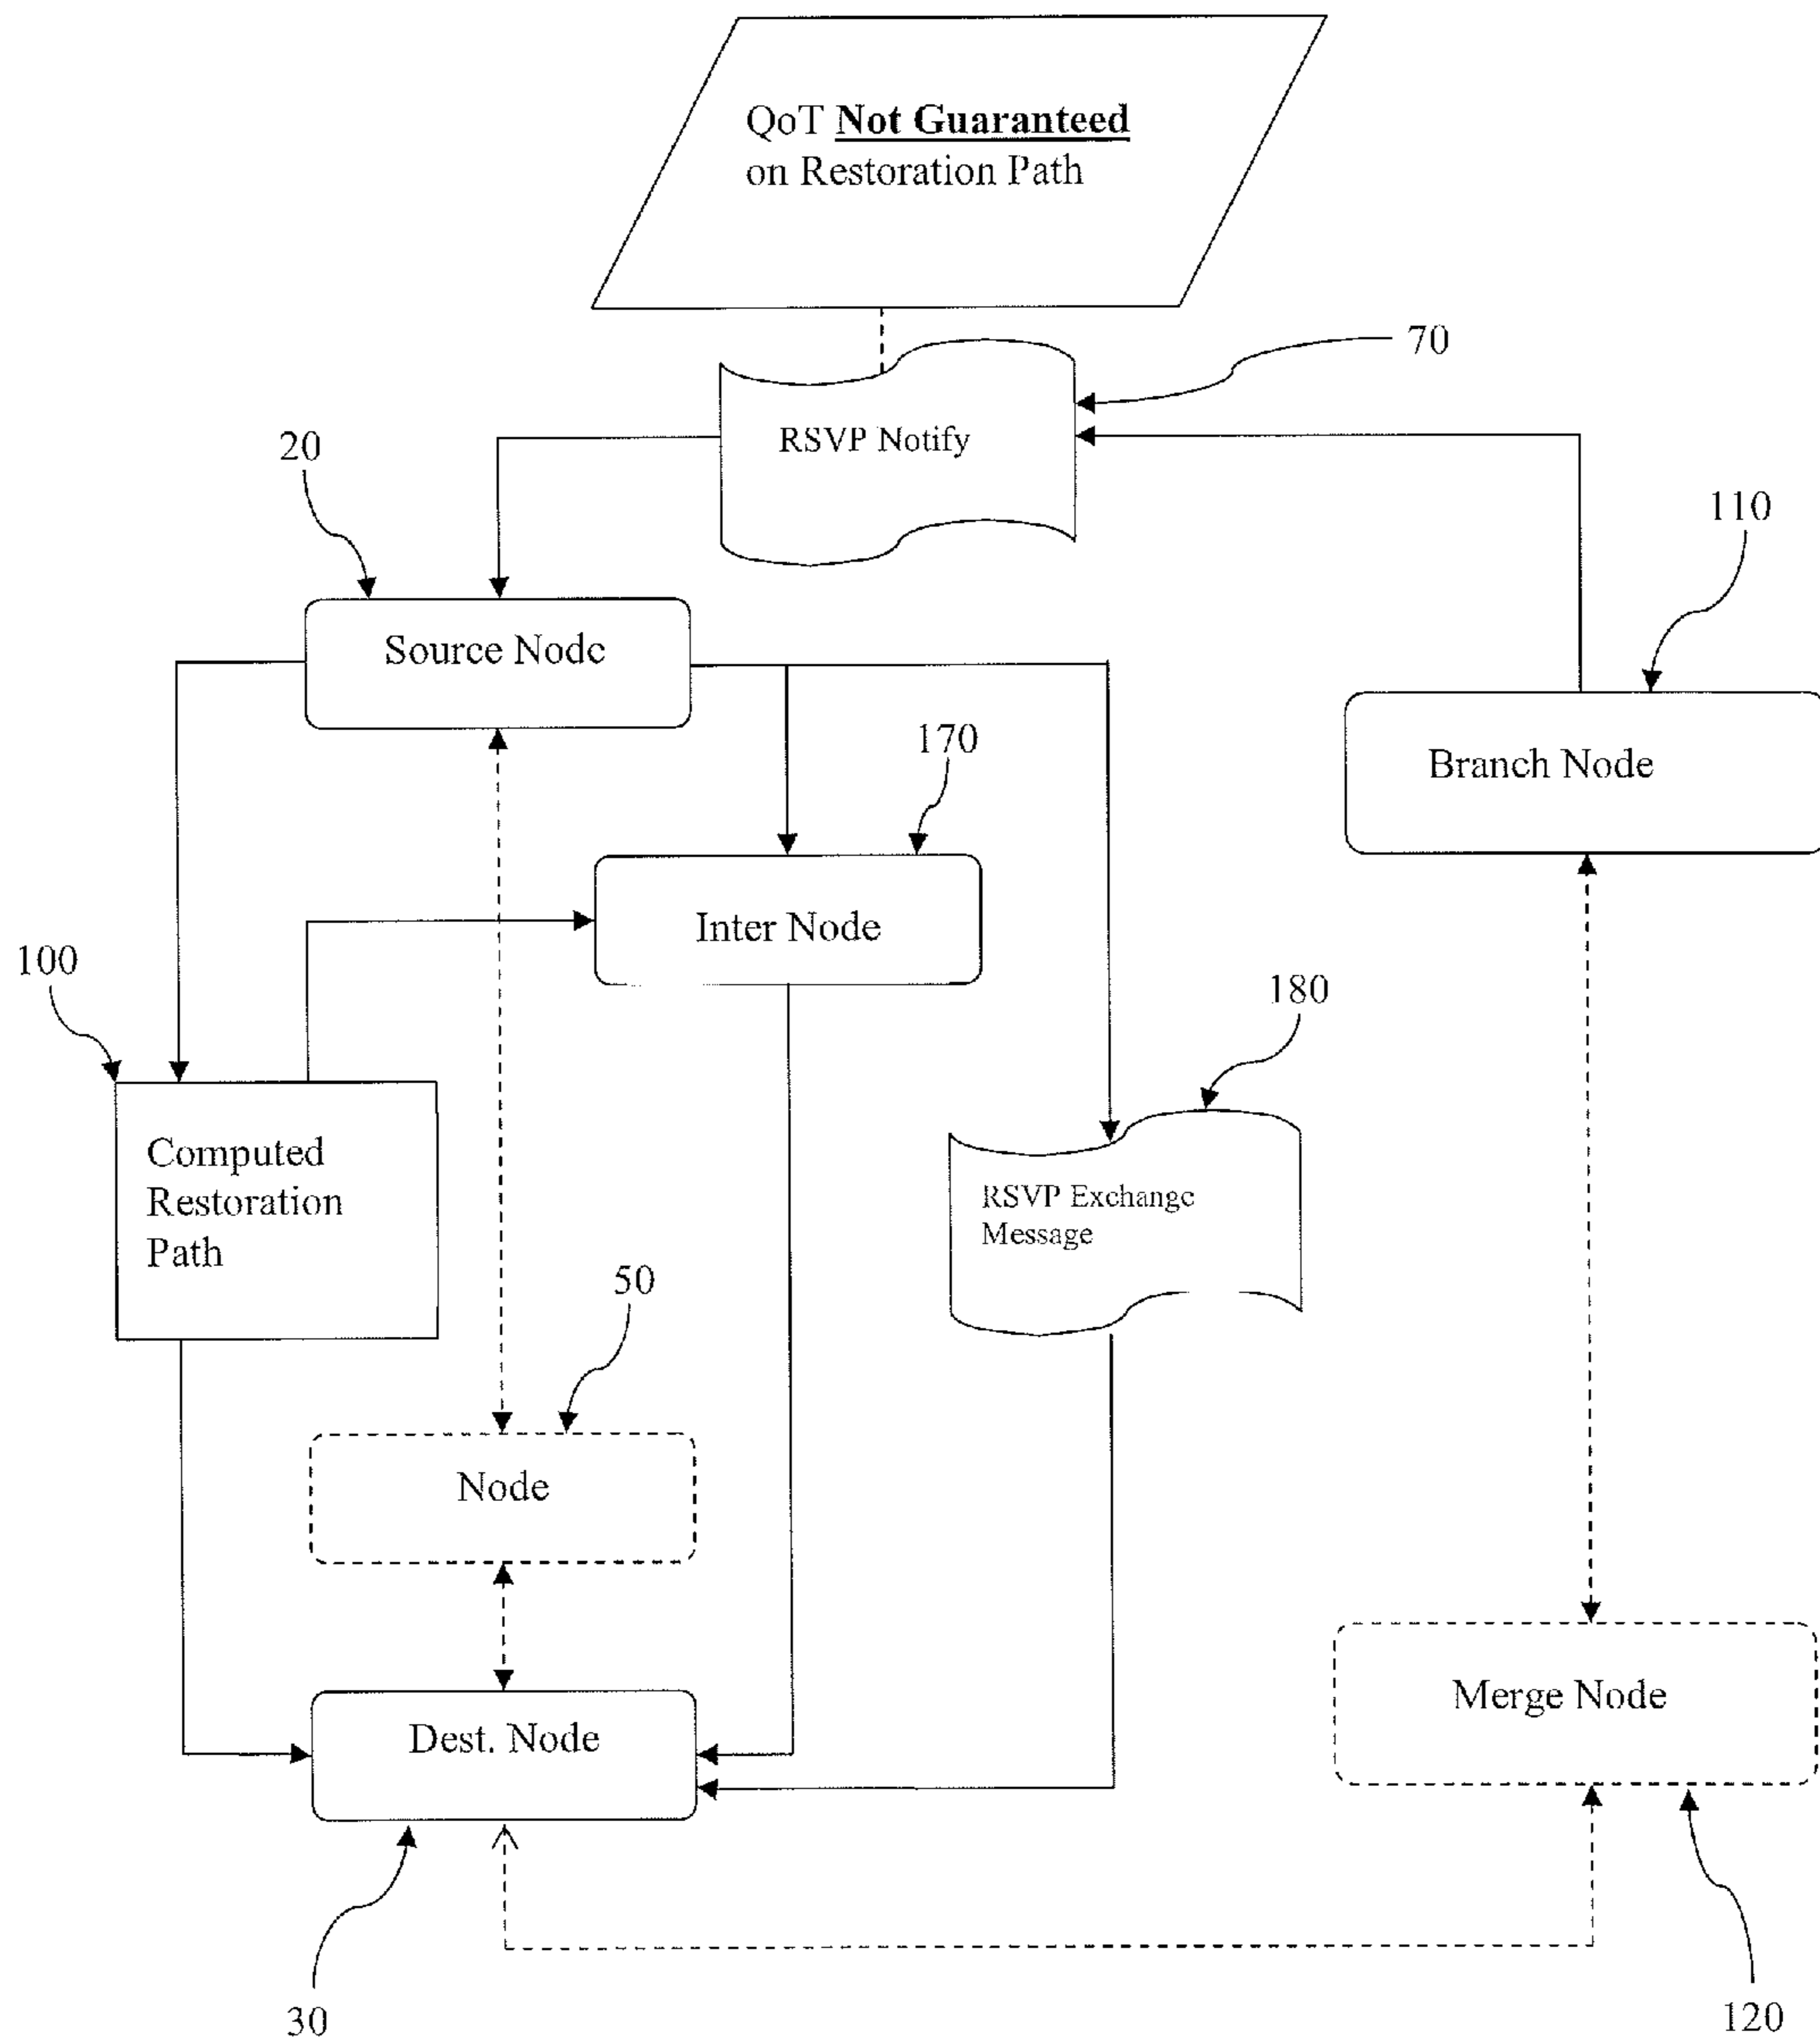 QoT Not Guaranteed
on Restoration Path
70
RSVP Notify
20
110
Source Node
170
Branch Node
Inter Node
100
180
Computed
Restoration
Path
RSVP Exchange
Message
50
Node
Merge Node
Dest. Node
30
120